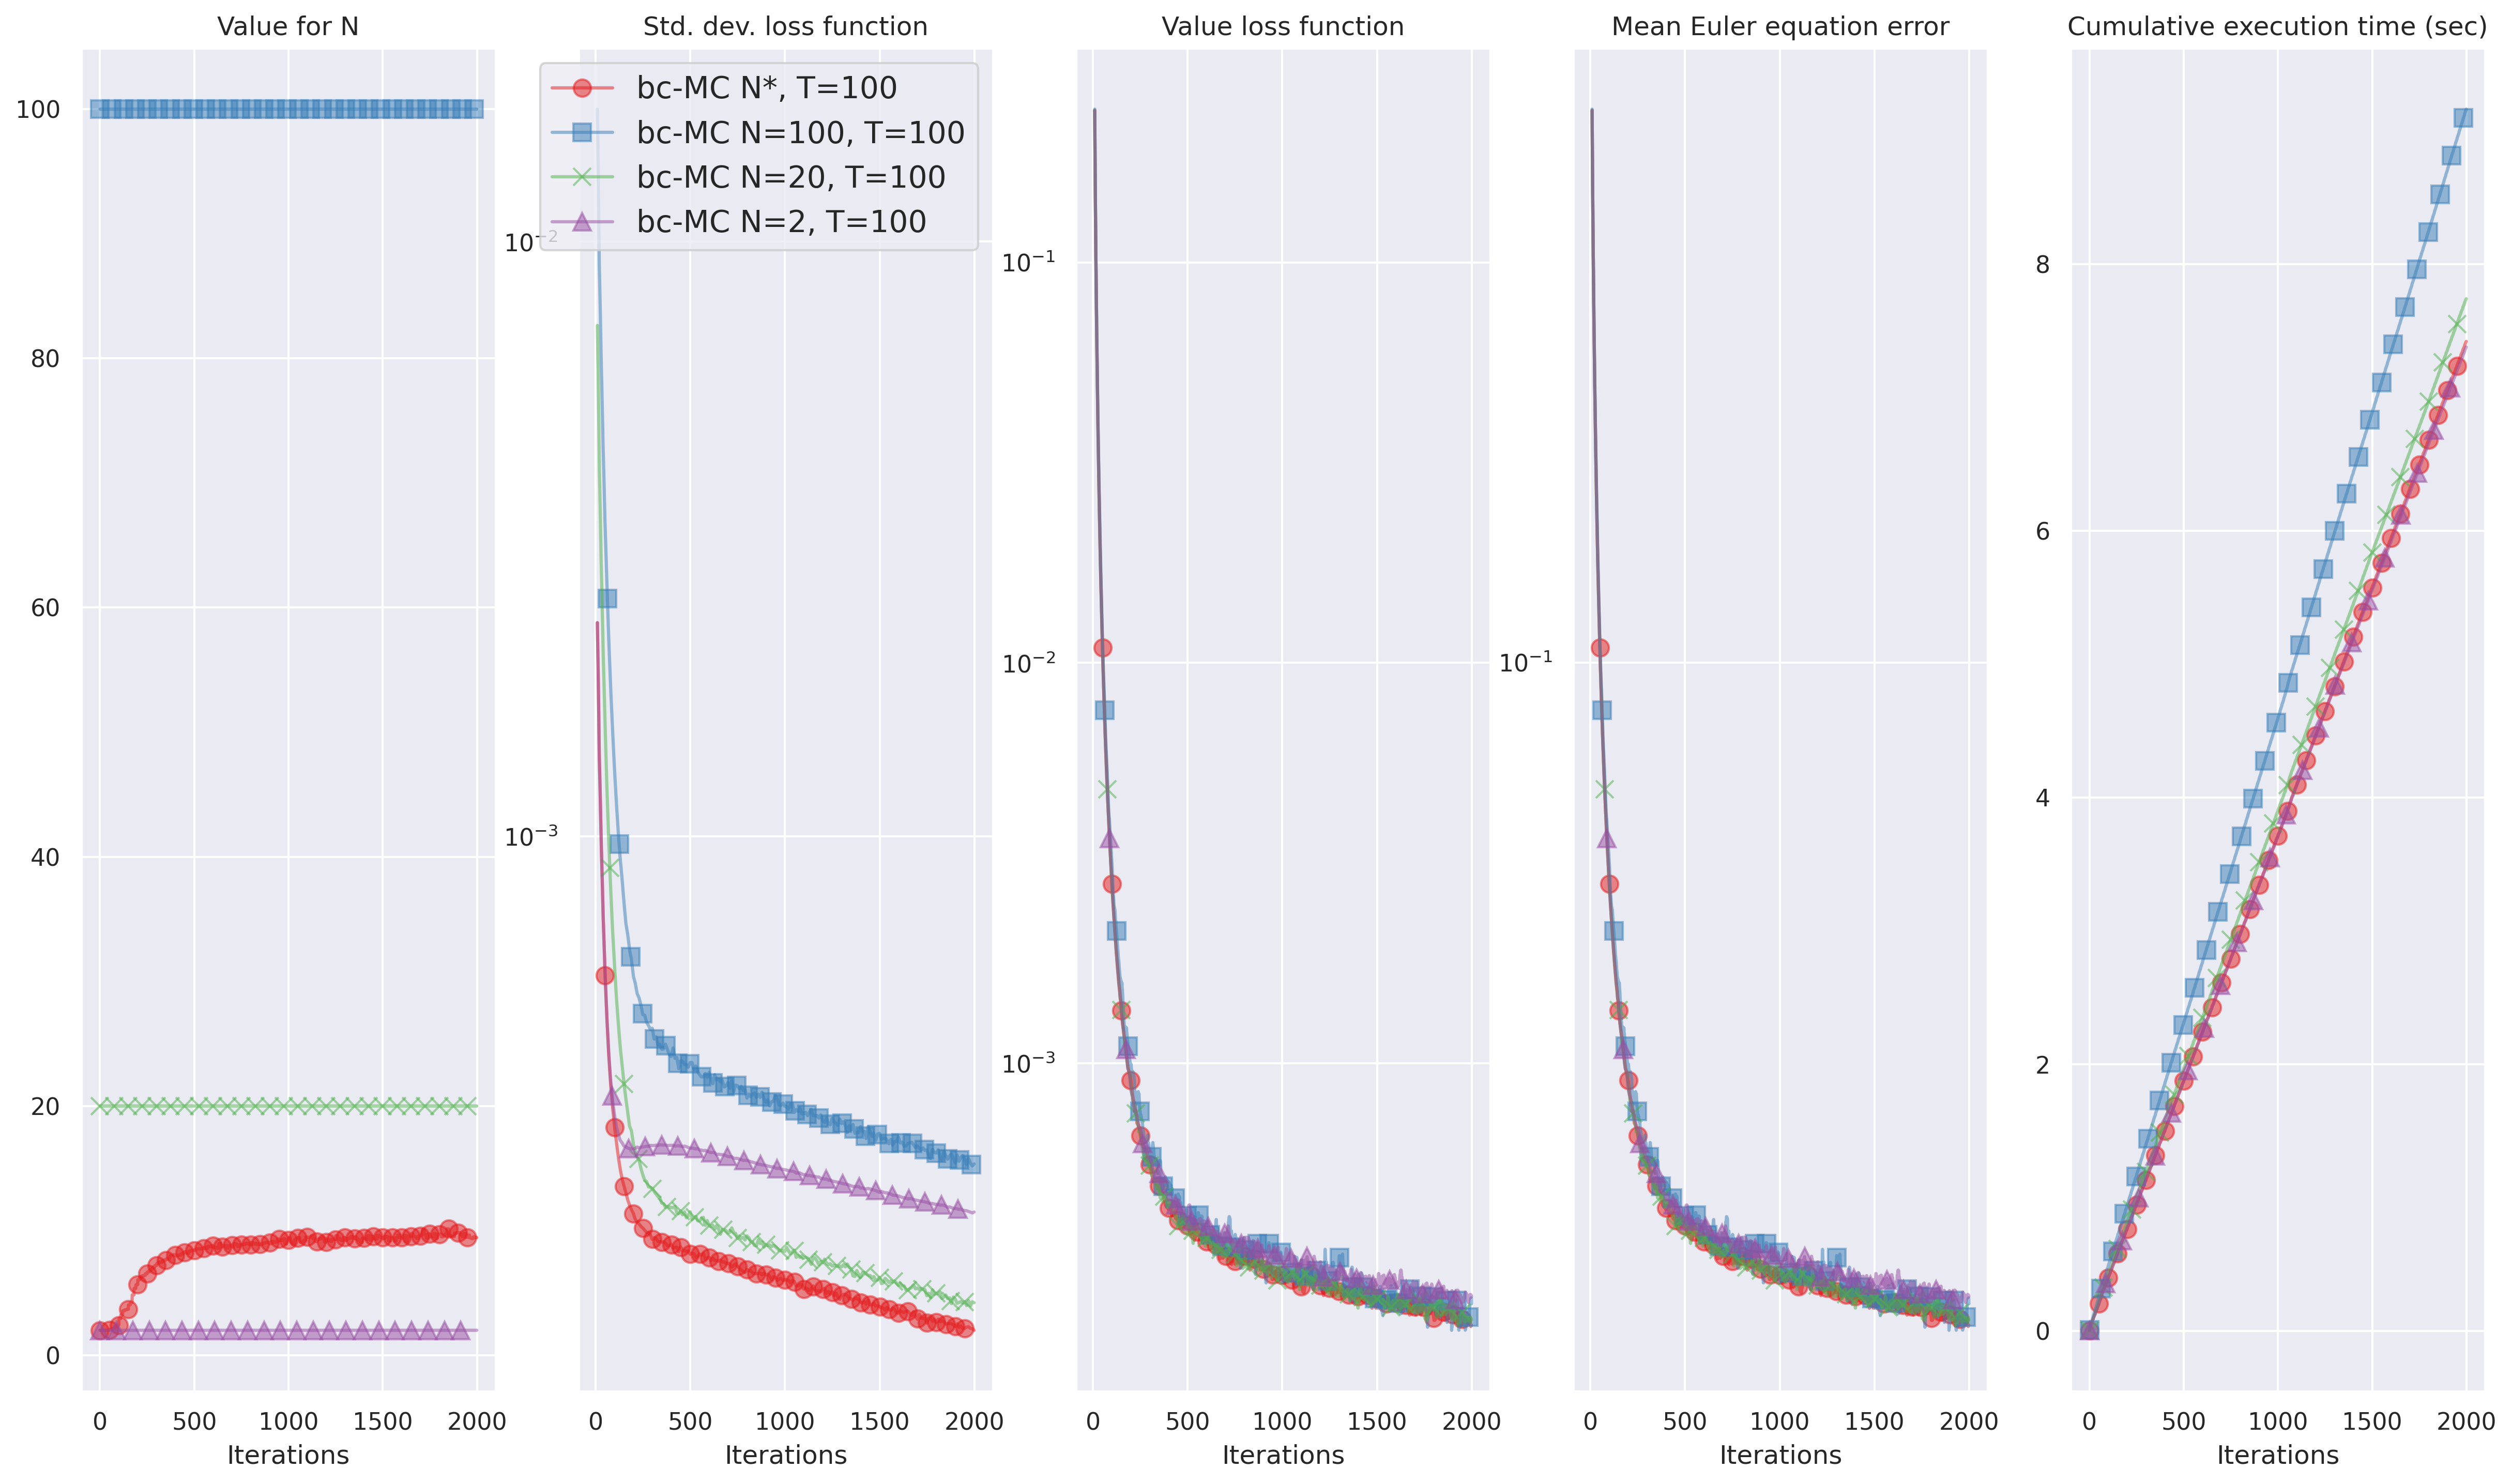 Value for N
Std. dev. loss function
Value loss function
Mean Euler equation error
Cumulative execution time (sec)
bc-MC N*, T=100
bc-MC N=100, T=100
bc-MC N=20, T=100
bc-MC N=2, T=100
100
80
60
40
20
0
10⁻²
10⁻³
10⁻¹
10⁻²
10⁻³
10⁻¹
8
6
4
2
0
0 500 1000 1500 2000
0 500 1000 1500 2000
0 500 1000 1500 2000
0 500 1000 1500 2000
0 500 1000 1500 2000
Iterations
Iterations
Iterations
Iterations
Iterations